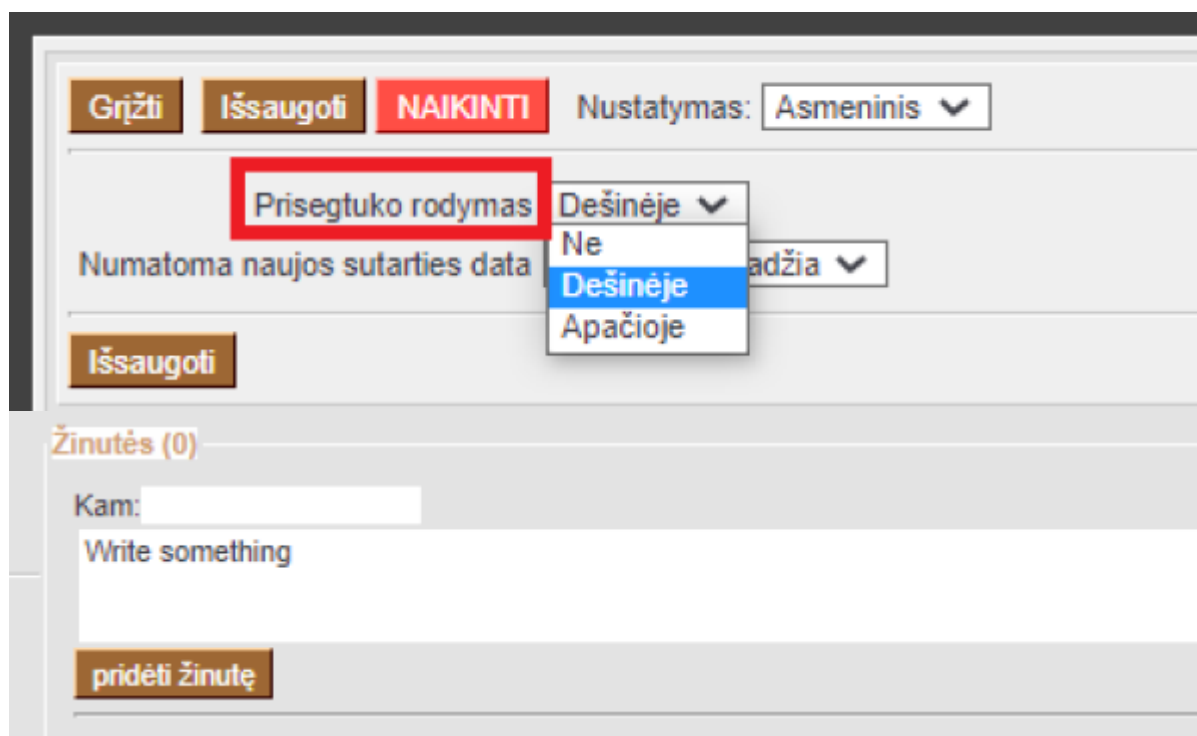 Grįžti Išsaugoti NAIKINTI Nustatymas: Asmeninis
Prisegtuko rodymas Dešinėje
Ne
Numatoma naujos sutarties data adžia
Dešinėje
Apačioje
Išsaugoti
Žinutės (0)
Kam:
Write something
pridėti žinutę